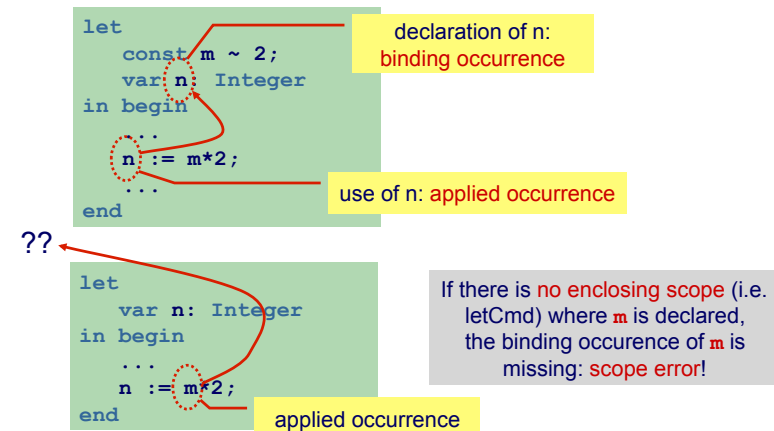 let
const m ~ 2;
var n: Integer
in begin
...
n := m*2;
...
end
declaration of n:
binding occurrence
use of n: applied occurrence
??
let
var n: Integer
in begin
...
n := m*2;
end
applied occurrence
If there is no enclosing scope (i.e.
letCmd) where m is declared,
the binding occurence of m is
missing: scope error!